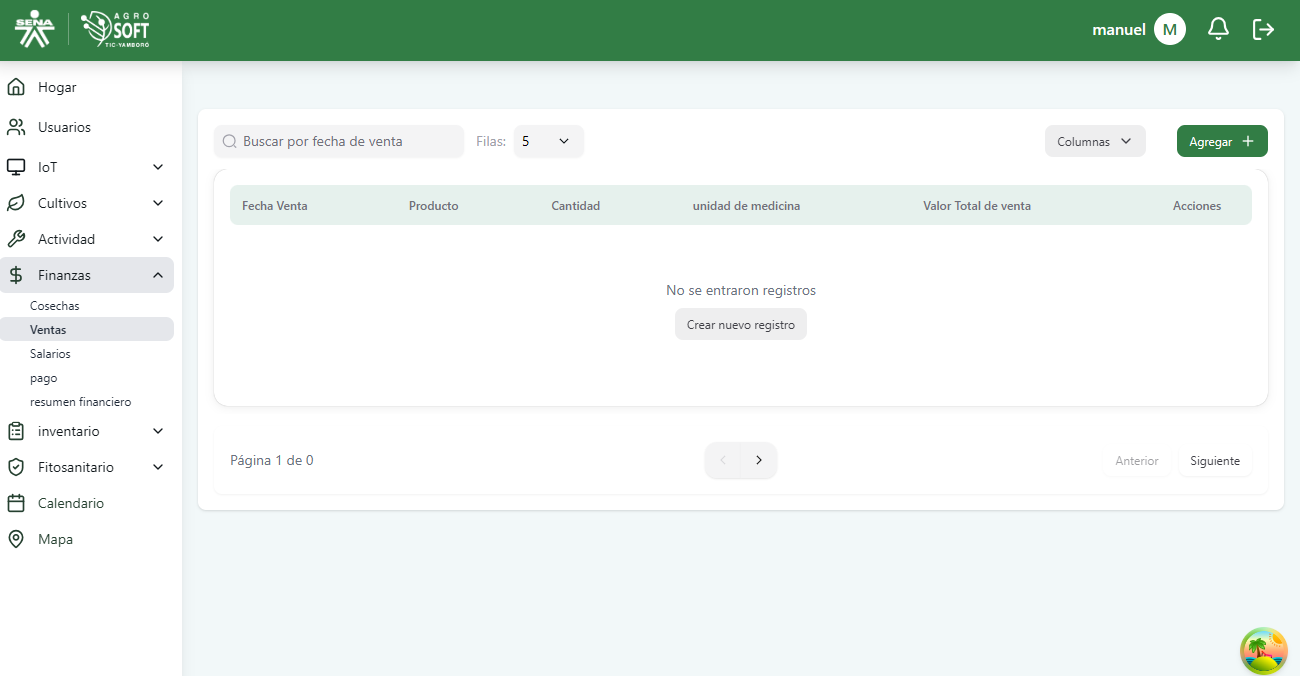 SENA
AGRO
SOFT
TIC-YAMBORÓ
manuel M
Hogar
Usuarios
IoT
Cultivos
Actividad
Finanzas
Cosechas
Ventas
Salarios
pago
resumen financiero
inventario
Fitosanitario
Calendario
Mapa
Buscar por fecha de venta Filas: 5 Columnas Agregar
Fecha Venta Producto Cantidad unidad de medicina Valor Total de venta Acciones
No se entraron registros
Crear nuevo registro
Página 1 de 0 Anterior Siguiente